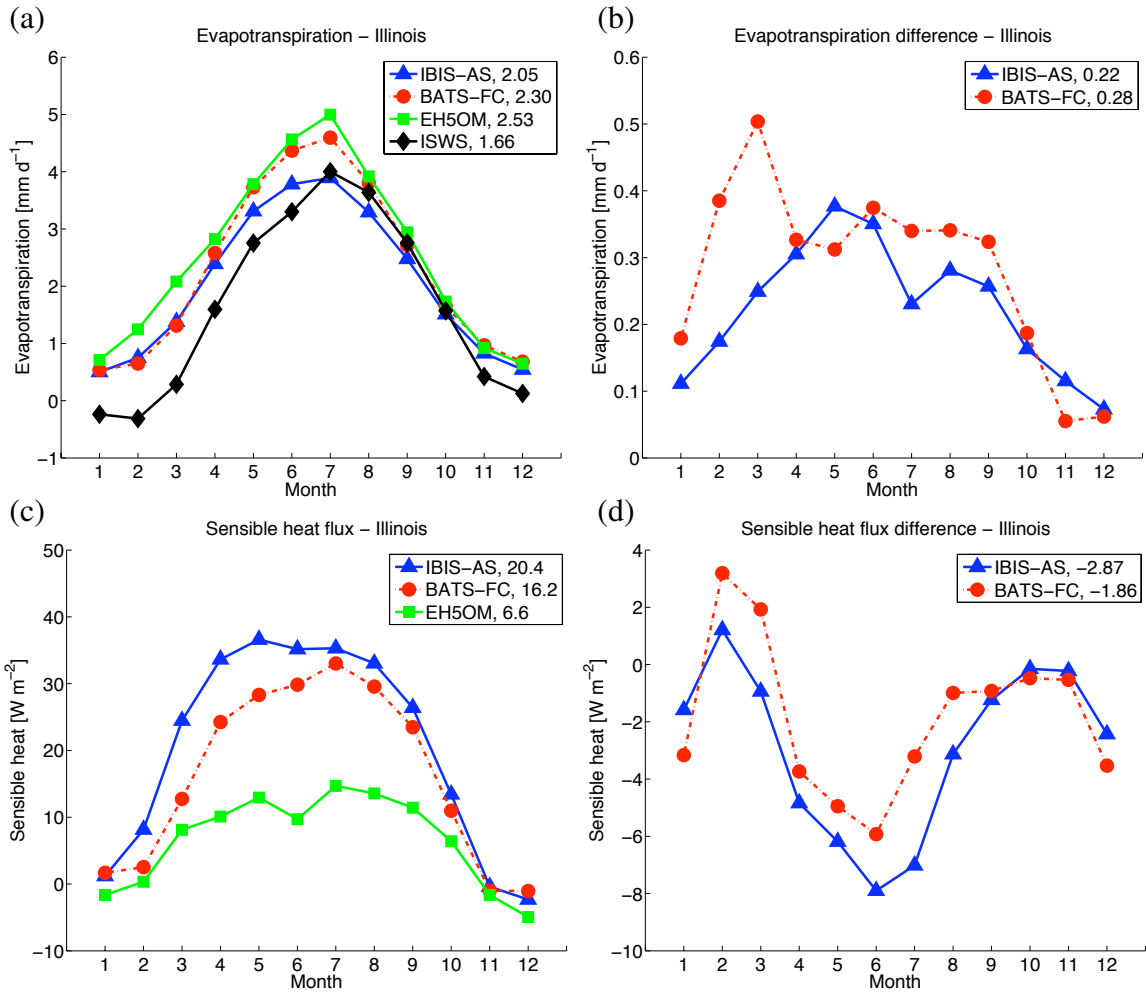 (a)
Evapotranspiration − Illinois
Evapotranspiration [mm d−1]
6
5
4
3
2
1
0
−1
IBIS−AS, 2.05
BATS−FC, 2.30
EH5OM, 2.53
ISWS, 1.66
1 2 3 4 5 6 7 8 9 10 11 12
Month
(b)
Evapotranspiration difference − Illinois
Evapotranspiration [mm d−1]
0.6
0.5
0.4
0.3
0.2
0.1
0
IBIS−AS, 0.22
BATS−FC, 0.28
1 2 3 4 5 6 7 8 9 10 11 12
Month
(c)
Sensible heat flux − Illinois
Sensible heat [W m−2]
50
40
30
20
10
0
−10
IBIS−AS, 20.4
BATS−FC, 16.2
EH5OM, 6.6
1 2 3 4 5 6 7 8 9 10 11 12
Month
(d)
Sensible heat flux difference − Illinois
Sensible heat [W m−2]
4
2
0
−2
−4
−6
−8
−10
IBIS−AS, −2.87
BATS−FC, −1.86
1 2 3 4 5 6 7 8 9 10 11 12
Month